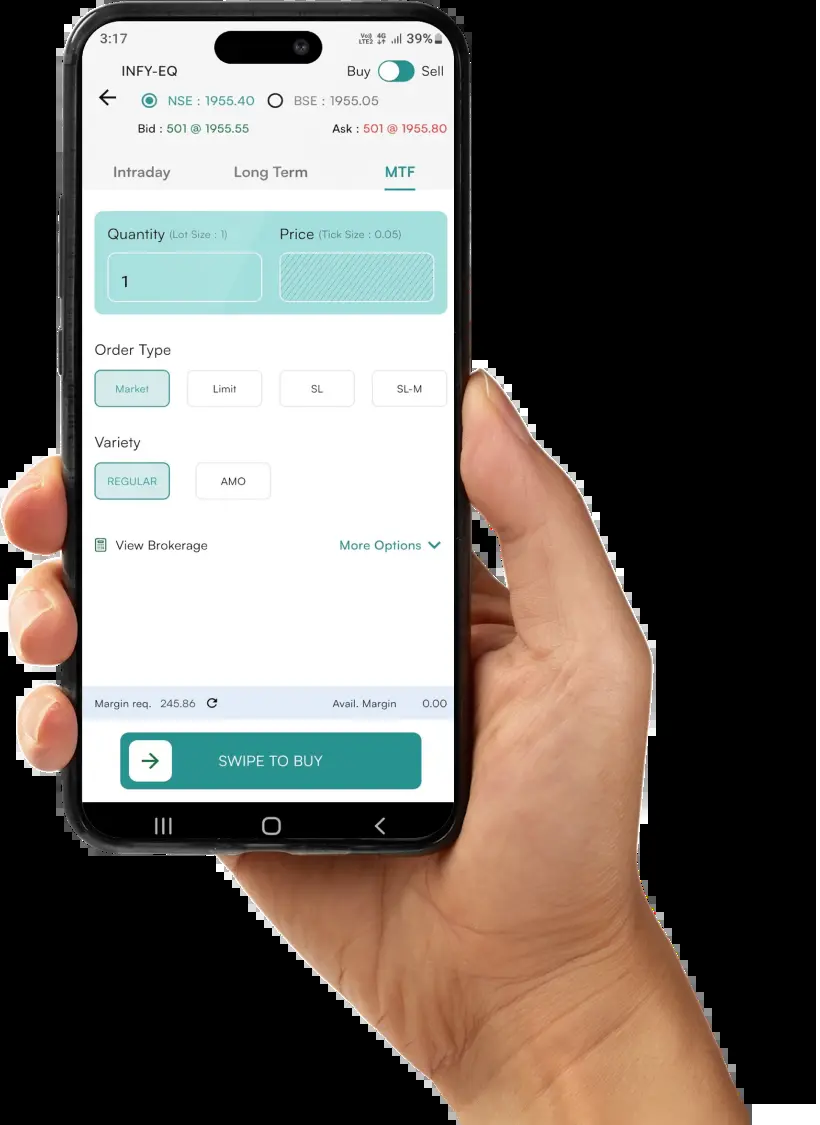 3:17 Vo)) LTE2 4G 39%
INFY-EQ Buy Sell
NSE : 1955.40 BSE : 1955.05
Bid : 501 @ 1955.55 Ask : 501 @ 1955.80
Intraday Long Term MTF
Quantity (Lot Size : 1) Price (Tick Size : 0.05)
1
Order Type
Market Limit SL SL-M
Variety
REGULAR AMO
View Brokerage More Options
Margin req. 245.86 Avail. Margin 0.00
SWIPE TO BUY